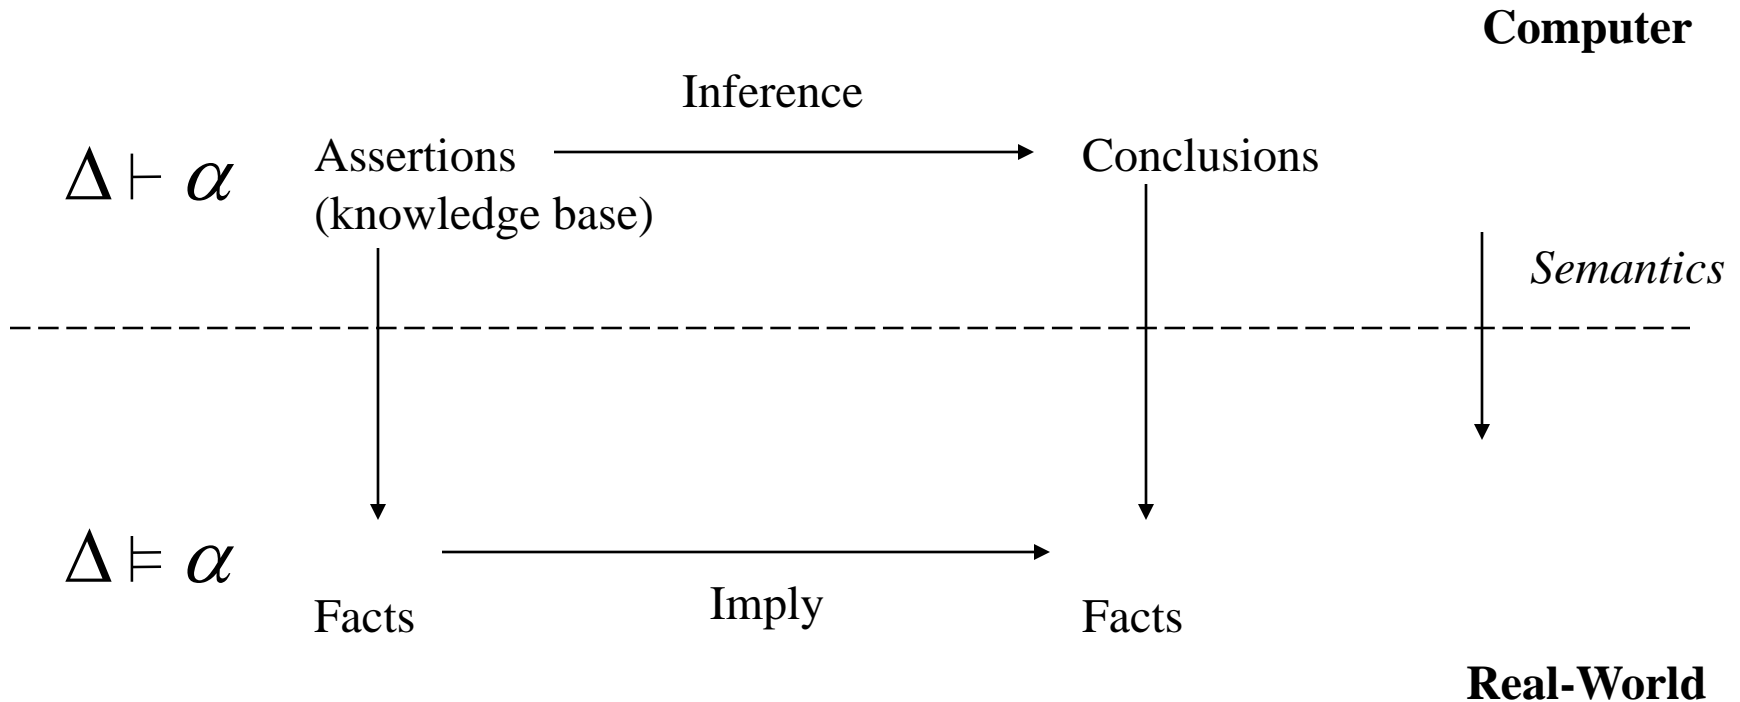 Computer
Inference
Δ ⊢ α
Assertions
(knowledge base)
Conclusions
Semantics
Δ ⊨ α
Imply
Facts
Facts
Real-World